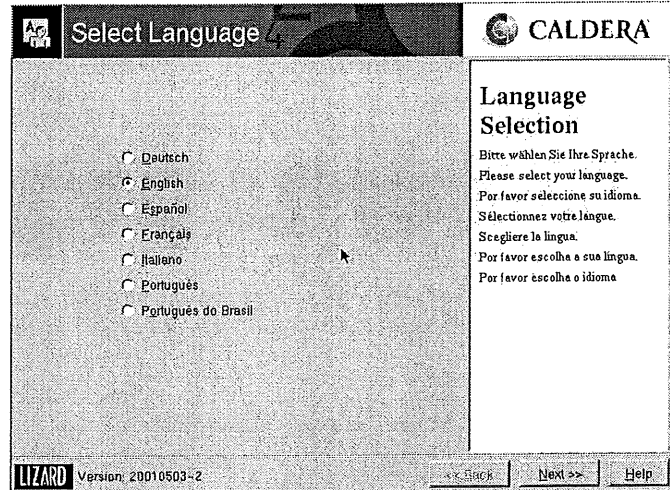 Select Language
CALDERA
Deutsch
English
Español
Français
Italiano
Português
Português do Brasil
Language
Selection
Bitte wählen Sie Ihre Sprache.
Please select your language.
Por favor seleccione su idioma.
Sélectionnez votre langue.
Scegliere la lingua.
Por favor escolha a sua língua.
Por favor escolha o idioma
LIZARD Version: 20010503-2
<< Back
Next >>
Help